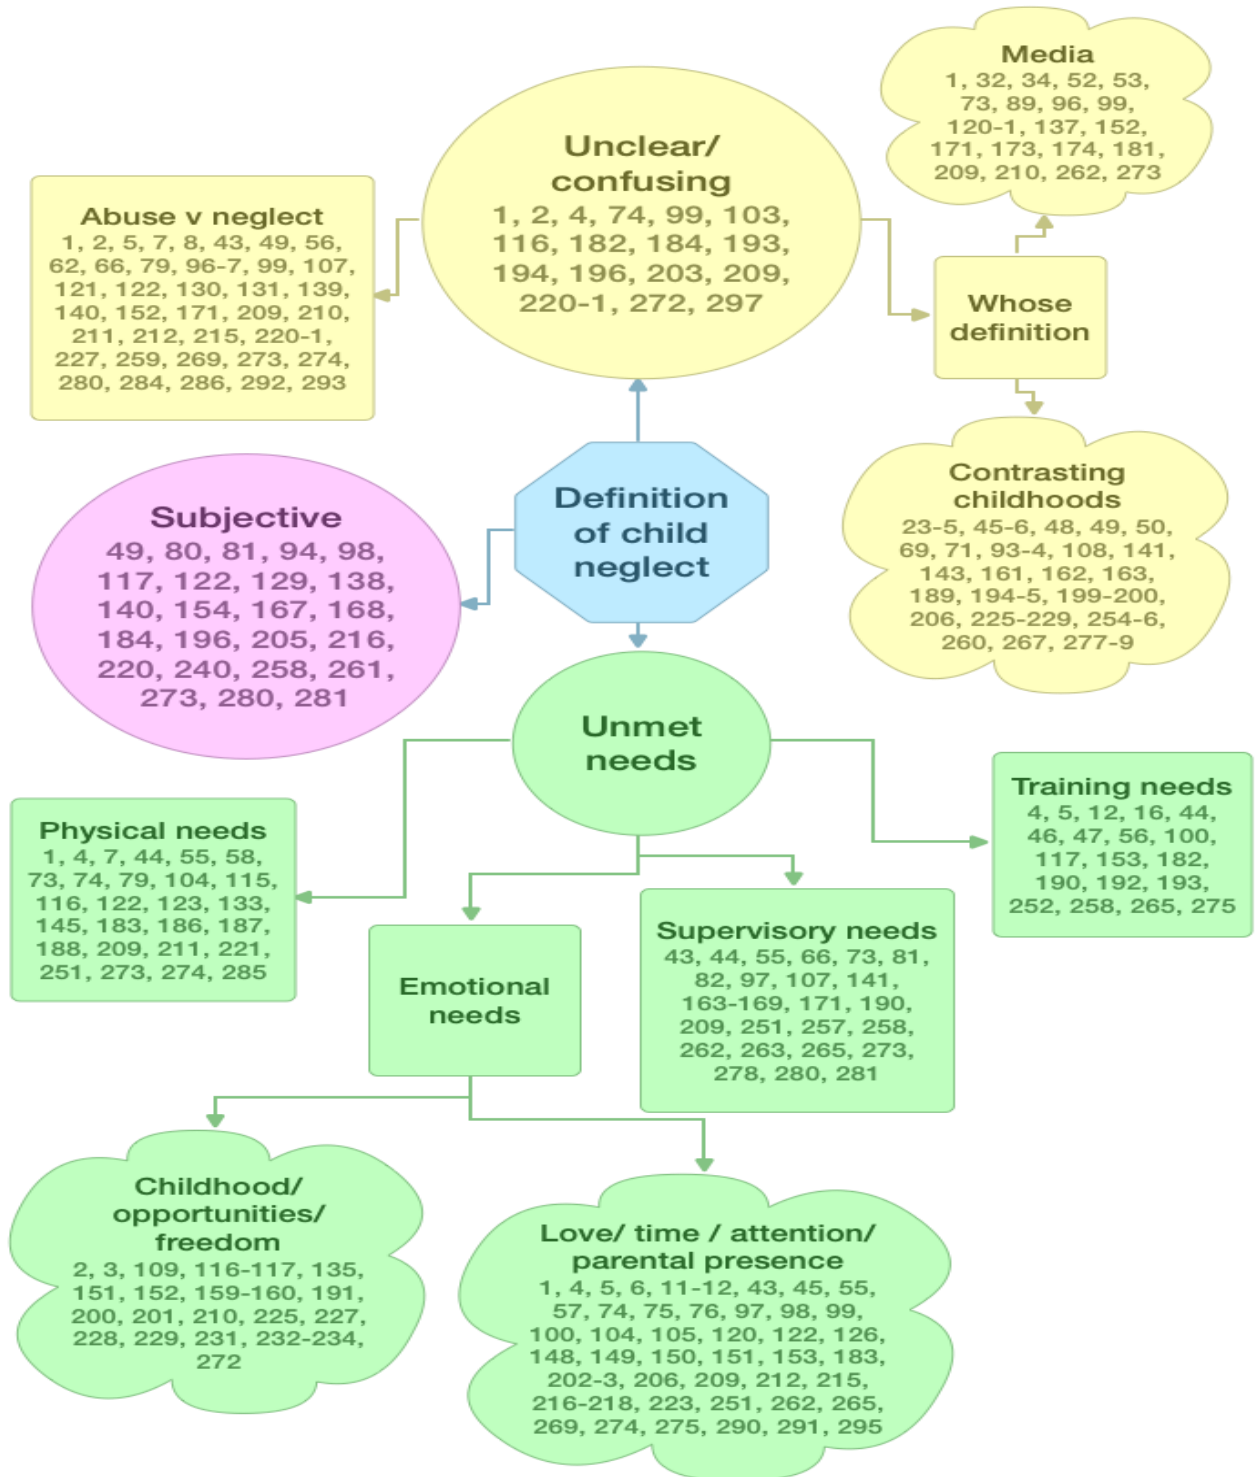 Media
1, 32, 34, 52, 53,
73, 89, 96, 99,
120-1, 137, 152,
171, 173, 174, 181,
209, 210, 262, 273
Unclear/
confusing
1, 2, 4, 74, 99, 103,
116, 182, 184, 193,
194, 196, 203, 209,
220-1, 272, 297
Abuse v neglect
1, 2, 5, 7, 8, 43, 49, 56,
62, 66, 79, 96-7, 99, 107,
121, 122, 130, 131, 139,
140, 152, 171, 209, 210,
211, 212, 215, 220-1,
227, 259, 269, 273, 274,
280, 284, 286, 292, 293
Whose
definition
Contrasting
childhoods
23-5, 45-6, 48, 49, 50,
69, 71, 93-4, 108, 141,
143, 161, 162, 163,
189, 194-5, 199-200,
206, 225-229, 254-6,
260, 267, 277-9
Definition
of child
neglect
Subjective
49, 80, 81, 94, 98,
117, 122, 129, 138,
140, 154, 167, 168,
184, 196, 205, 216,
220, 240, 258, 261,
273, 280, 281
Unmet
needs
Training needs
4, 5, 12, 16, 44,
46, 47, 56, 100,
117, 153, 182,
190, 192, 193,
252, 258, 265, 275
Physical needs
1, 4, 7, 44, 55, 58,
73, 74, 79, 104, 115,
116, 122, 123, 133,
145, 183, 186, 187,
188, 209, 211, 221,
251, 273, 274, 285
Emotional
needs
Supervisory needs
43, 44, 55, 66, 73, 81,
82, 97, 107, 141,
163-169, 171, 190,
209, 251, 257, 258,
262, 263, 265, 273,
278, 280, 281
Childhood/
opportunities/
freedom
2, 3, 109, 116-117, 135,
151, 152, 159-160, 191,
200, 201, 210, 225, 227,
228, 229, 231, 232-234,
272
Love/ time / attention/
parental presence
1, 4, 5, 6, 11-12, 43, 45, 55,
57, 74, 75, 76, 97, 98, 99,
100, 104, 105, 120, 122, 126,
148, 149, 150, 151, 153, 183,
202-3, 206, 209, 212, 215,
216-218, 223, 251, 262, 265,
269, 274, 275, 290, 291, 295